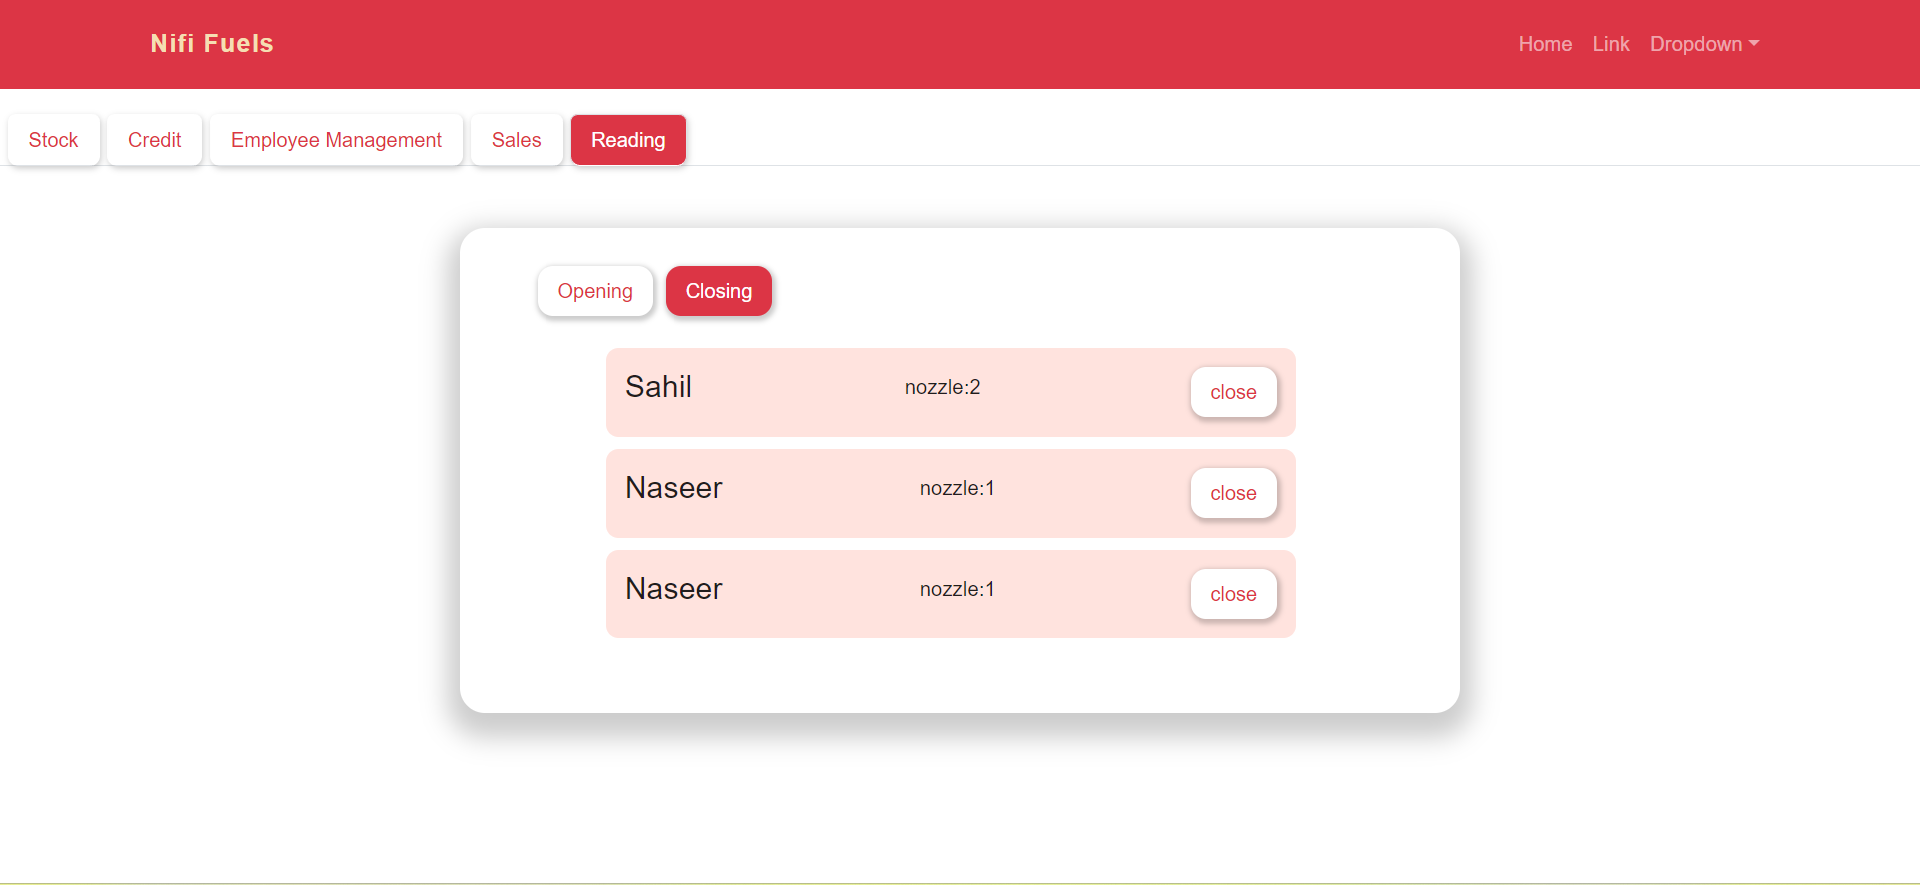 Nifi Fuels
Home Link Dropdown
Stock Credit Employee Management Sales Reading
Opening Closing
Sahil nozzle:2 close
Naseer nozzle:1 close
Naseer nozzle:1 close